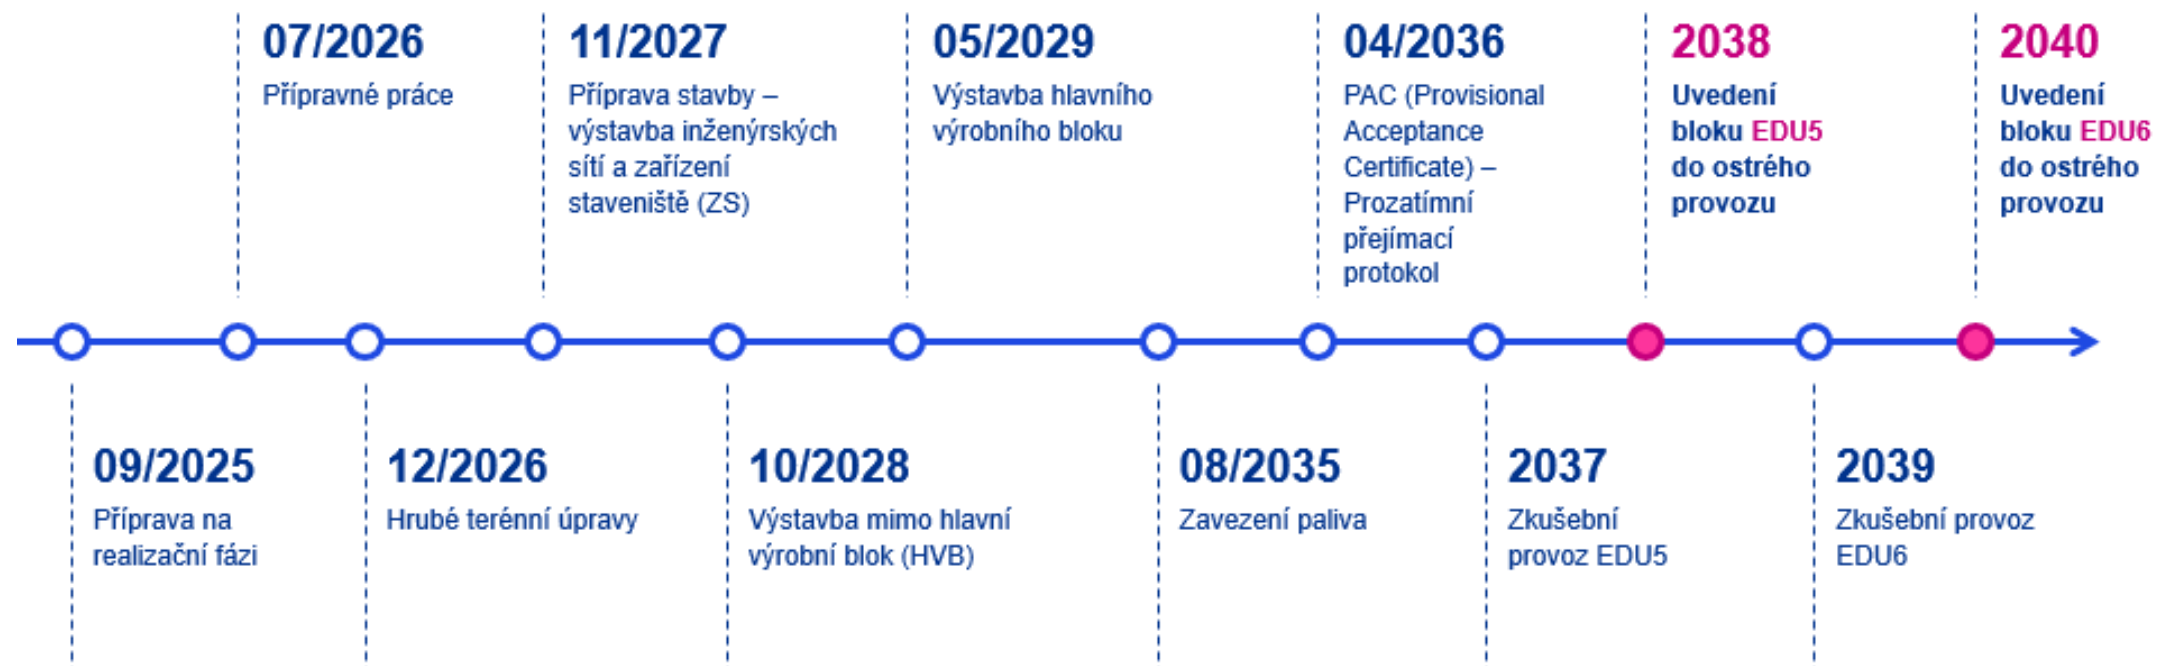 07/2026
Přípravné práce
11/2027
Příprava stavby –
výstavba inženýrských
sítí a zařízení
staveniště (ZS)
05/2029
Výstavba hlavního
výrobního bloku
04/2036
PAC (Provisional
Acceptance
Certificate) –
Prozatímní
přejímací
protokol
2038
Uvedení
bloku EDU5
do ostrého
provozu
2040
Uvedení
bloku EDU6
do ostrého
provozu
09/2025
Příprava na
realizační fázi
12/2026
Hrubé terénní úpravy
10/2028
Výstavba mimo hlavní
výrobní blok (HVB)
08/2035
Zavezení paliva
2037
Zkušební
provoz EDU5
2039
Zkušební provoz
EDU6